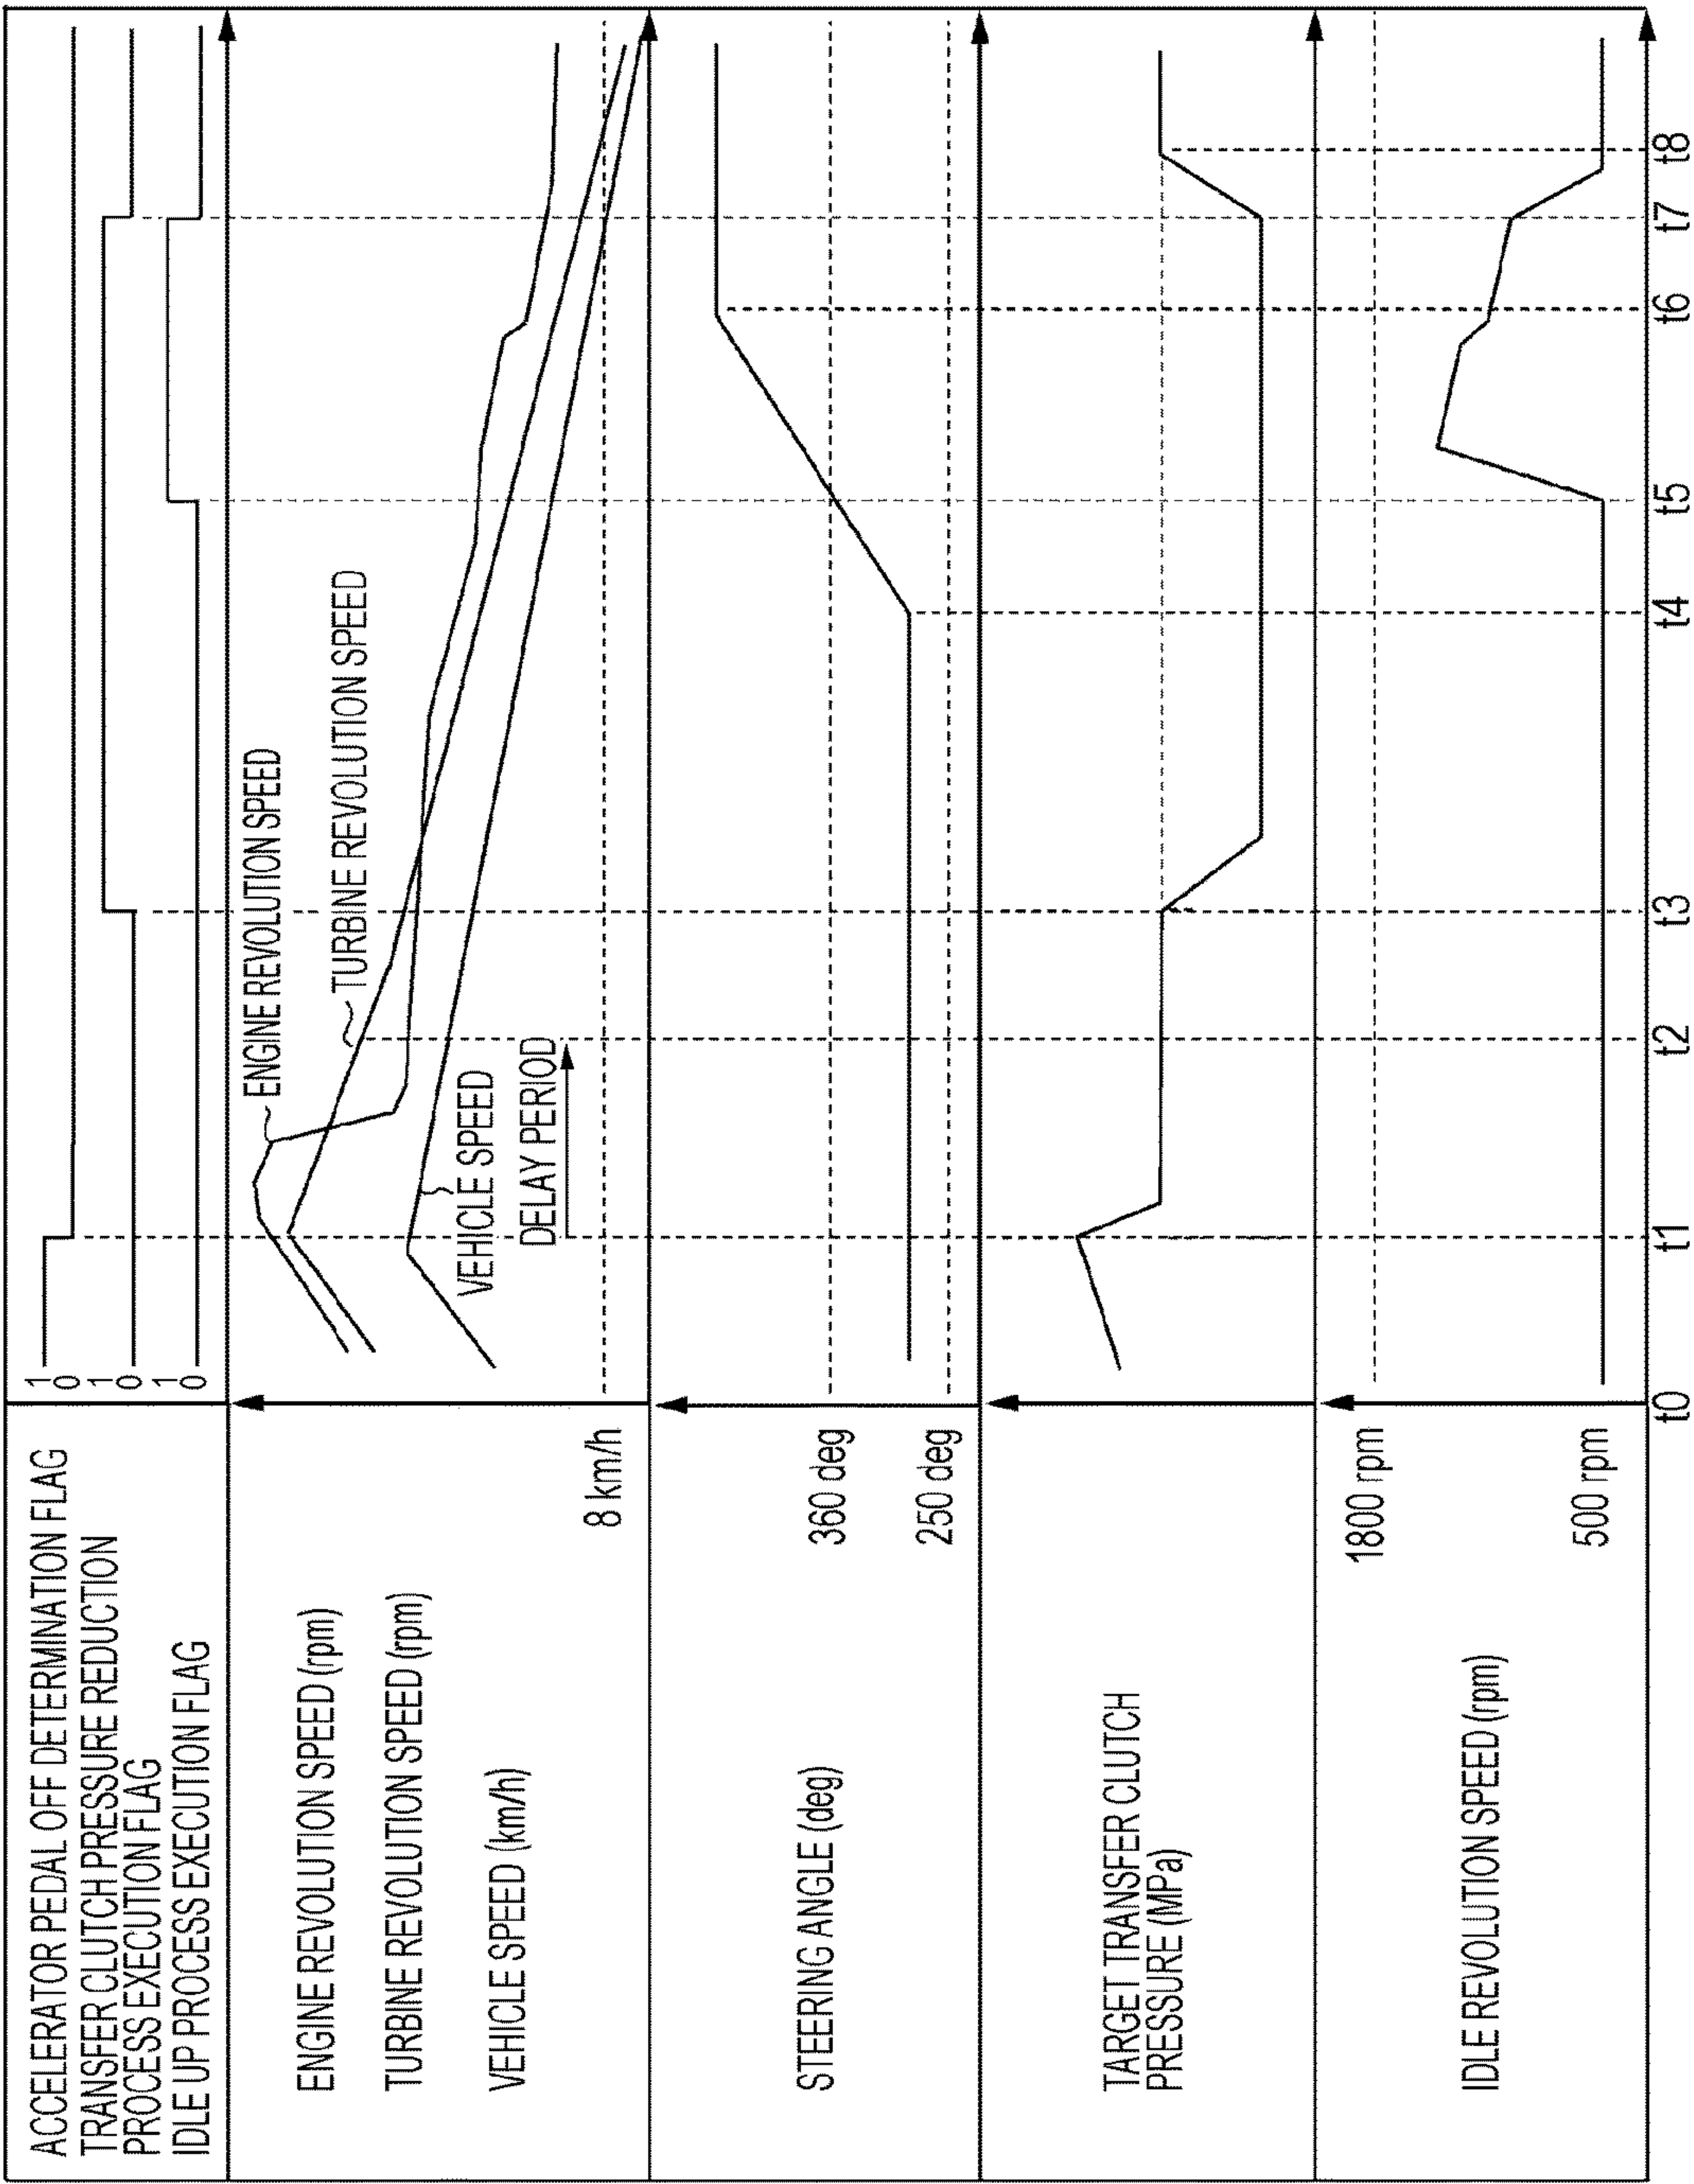 ACCELERATOR PEDAL OFF DETERMINATION FLAG
TRANSFER CLUTCH PRESSURE REDUCTION
PROCESS EXECUTION FLAG
IDLE UP PROCESS EXECUTION FLAG
1
0
1
0
1
0
ENGINE REVOLUTION SPEED (rpm)
TURBINE REVOLUTION SPEED (rpm)
VEHICLE SPEED (km/h)
8 km/h
ENGINE REVOLUTION SPEED
TURBINE REVOLUTION SPEED
VEHICLE SPEED
DELAY PERIOD
STEERING ANGLE (deg)
360 deg
250 deg
TARGET TRANSFER CLUTCH
PRESSURE (MPa)
IDLE REVOLUTION SPEED (rpm)
1800 rpm
500 rpm
t0 t1 t2 t3 t4 t5 t6 t7 t8